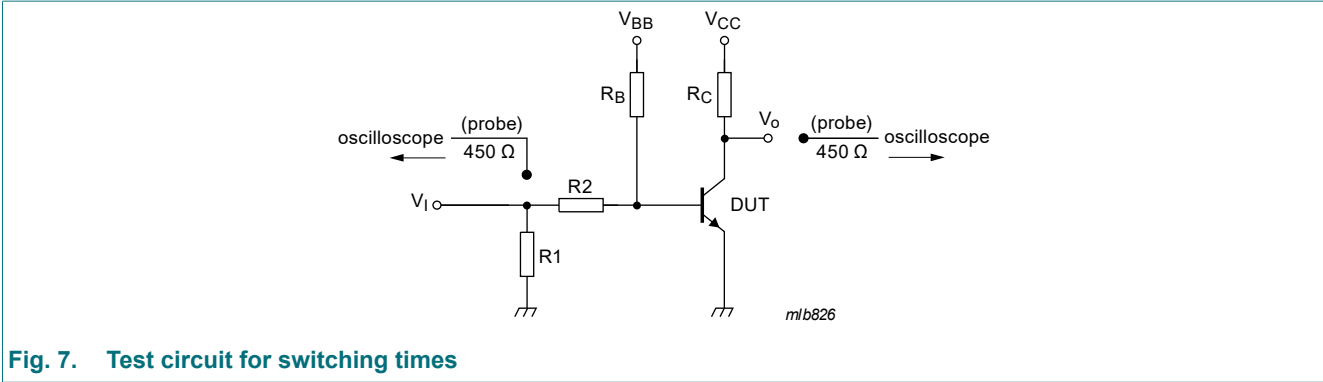 VBB
VCC
RB
RC
Vo
(probe)
450 Ω
oscilloscope
(probe)
450 Ω
oscilloscope
VI
R2
DUT
R1
mlb826
Fig. 7. Test circuit for switching times